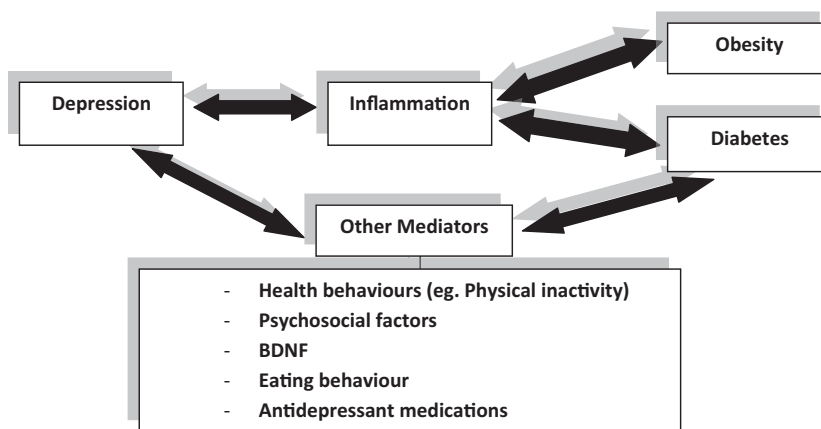 Obesity
Depression
Inflammation
Diabetes
Other Mediators
- Health behaviours (eg. Physical inactivity)
- Psychosocial factors
- BDNF
- Eating behaviour
- Antidepressant medications